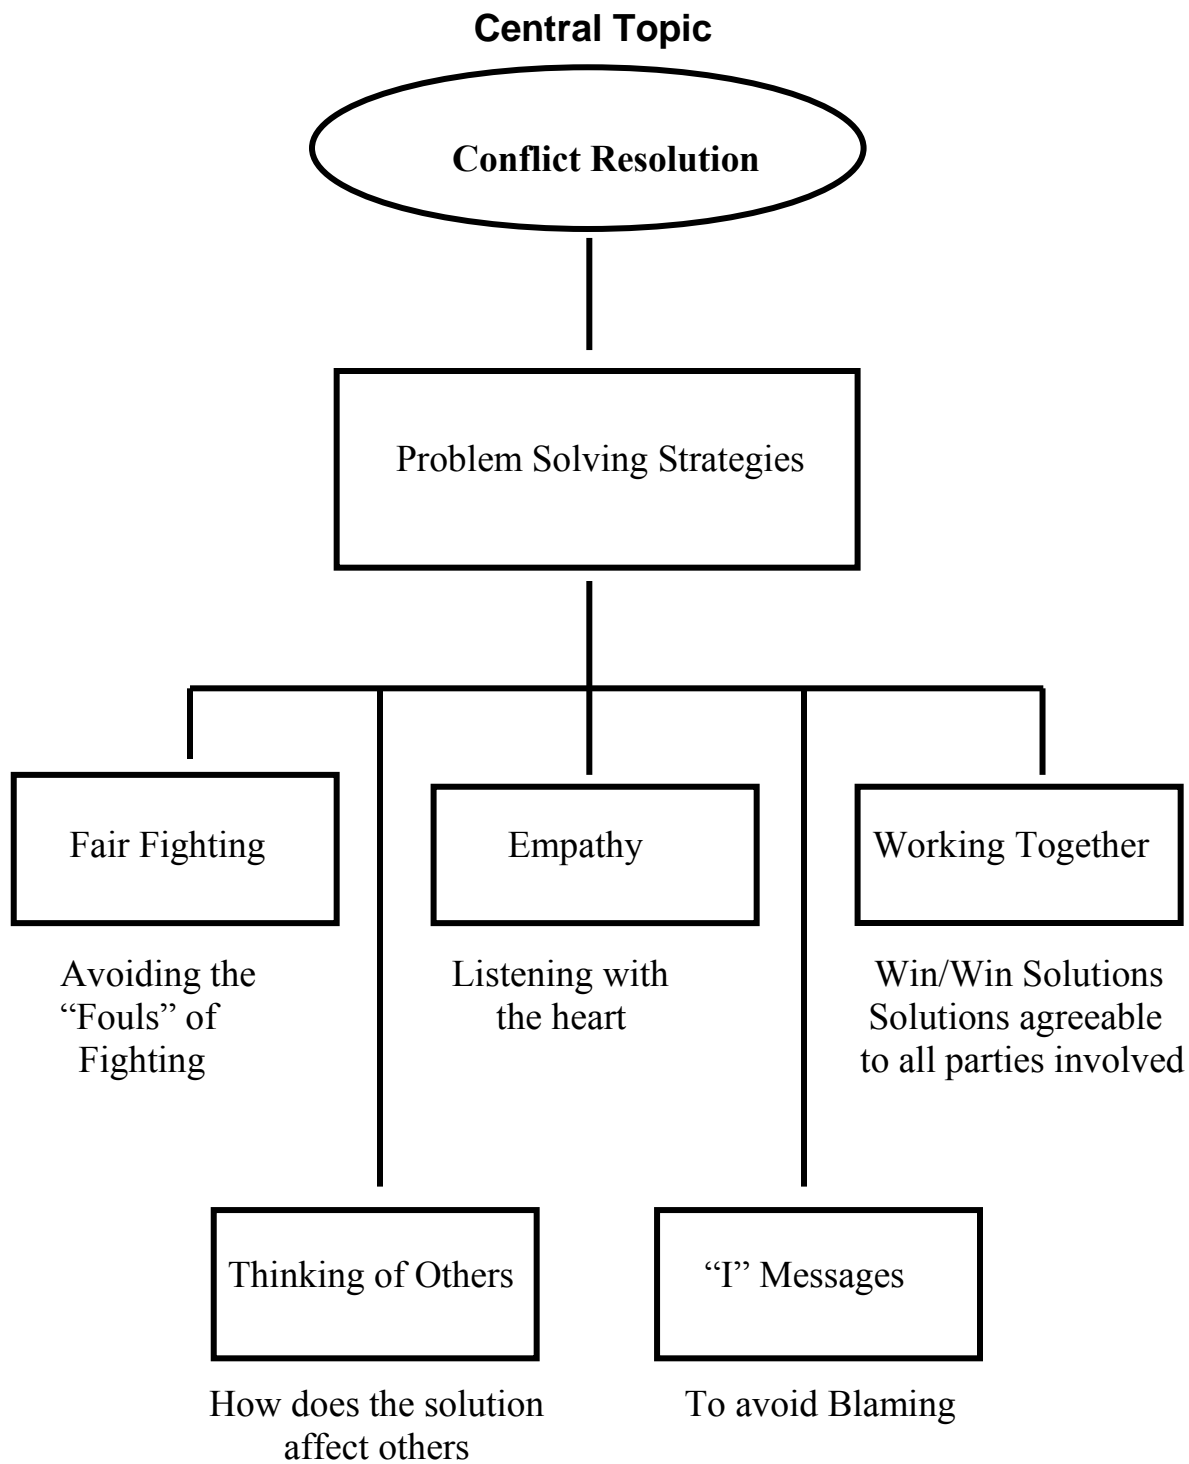 Central Topic
Conflict Resolution
Problem Solving Strategies
Fair Fighting
Avoiding the
“Fouls” of
Fighting
Empathy
Listening with
the heart
Working Together
Win/Win Solutions
Solutions agreeable
to all parties involved
Thinking of Others
How does the solution
affect others
“I” Messages
To avoid Blaming